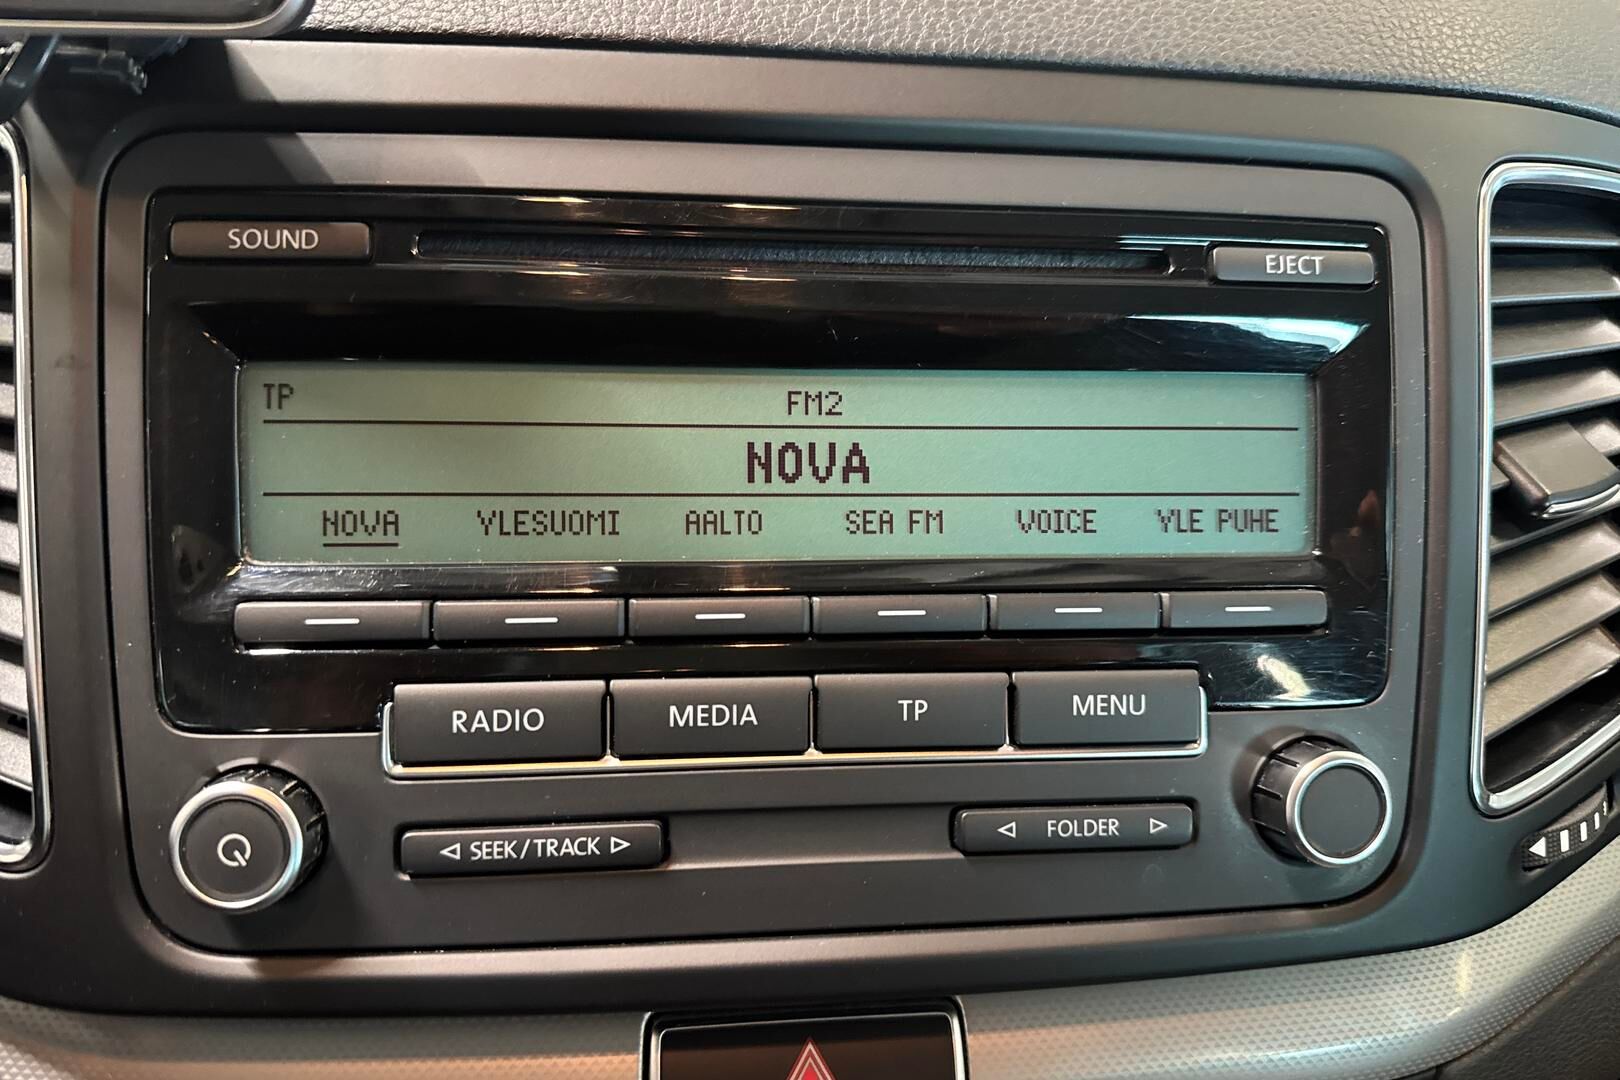 SOUND
EJECT
TP FM2
NOVA
NOVA YLESUOMI AALTO SEA FM VOICE YLE PUHE
RADIO MEDIA TP MENU
SEEK/TRACK FOLDER